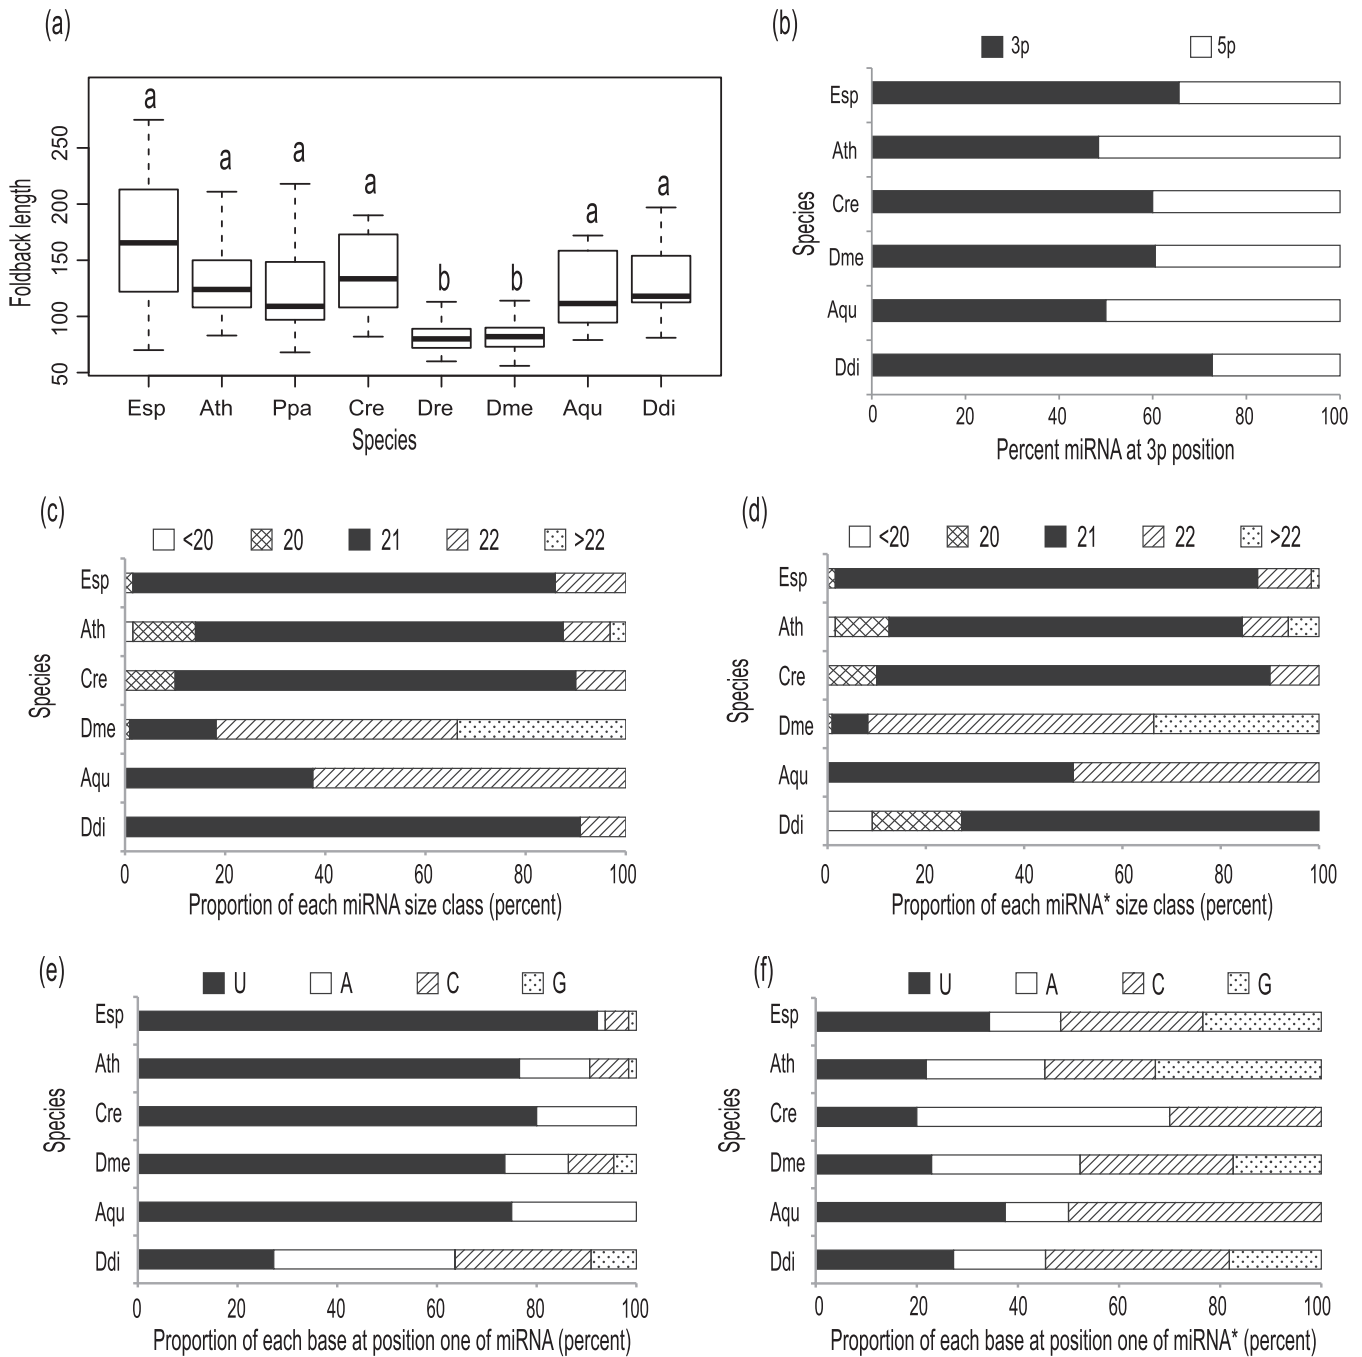 (a)
a
a
a
a
b
b
a
a
Foldback length
50
100
150
200
250
Esp Ath Ppa Cre Dre Dme Aqu Ddi
Species
(b)
3p 5p
Species
Esp
Ath
Cre
Dme
Aqu
Ddi
0 20 40 60 80 100
Percent miRNA at 3p position
(c)
<20 20 21 22 >22
Species
Esp
Ath
Cre
Dme
Aqu
Ddi
0 20 40 60 80 100
Proportion of each miRNA size class (percent)
(d)
<20 20 21 22 >22
Species
Esp
Ath
Cre
Dme
Aqu
Ddi
0 20 40 60 80 100
Proportion of each miRNA* size class (percent)
(e)
U A C G
Species
Esp
Ath
Cre
Dme
Aqu
Ddi
0 20 40 60 80 100
Proportion of each base at position one of miRNA (percent)
(f)
U A C G
Species
Esp
Ath
Cre
Dme
Aqu
Ddi
0 20 40 60 80 100
Proportion of each base at position one of miRNA* (percent)